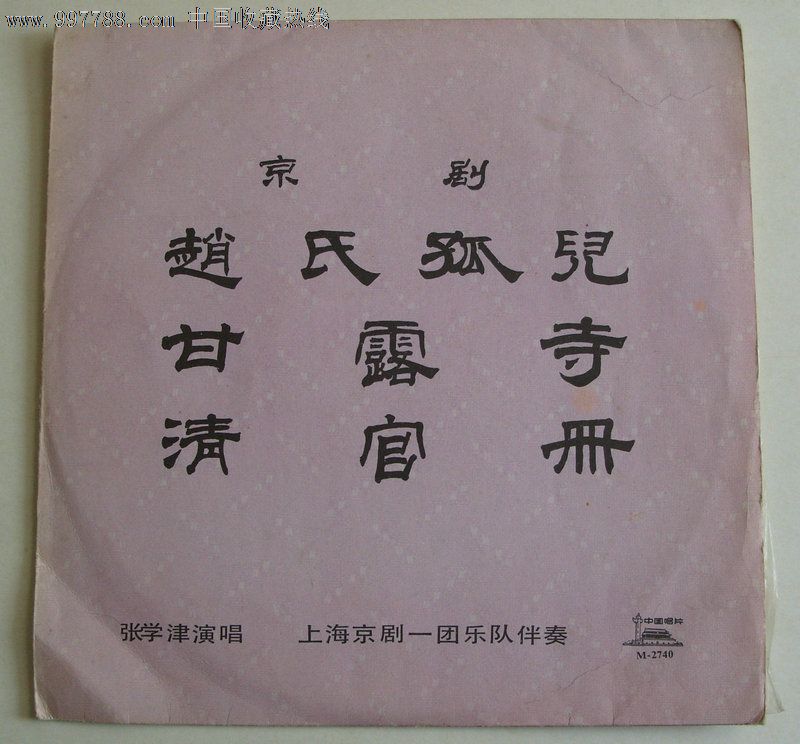 www.997788.com 中国收藏热线
京剧
趙氏孤兒
甘露寺
清官冊
张学津演唱 上海京剧一团乐队伴奏
中国唱片
M-2740